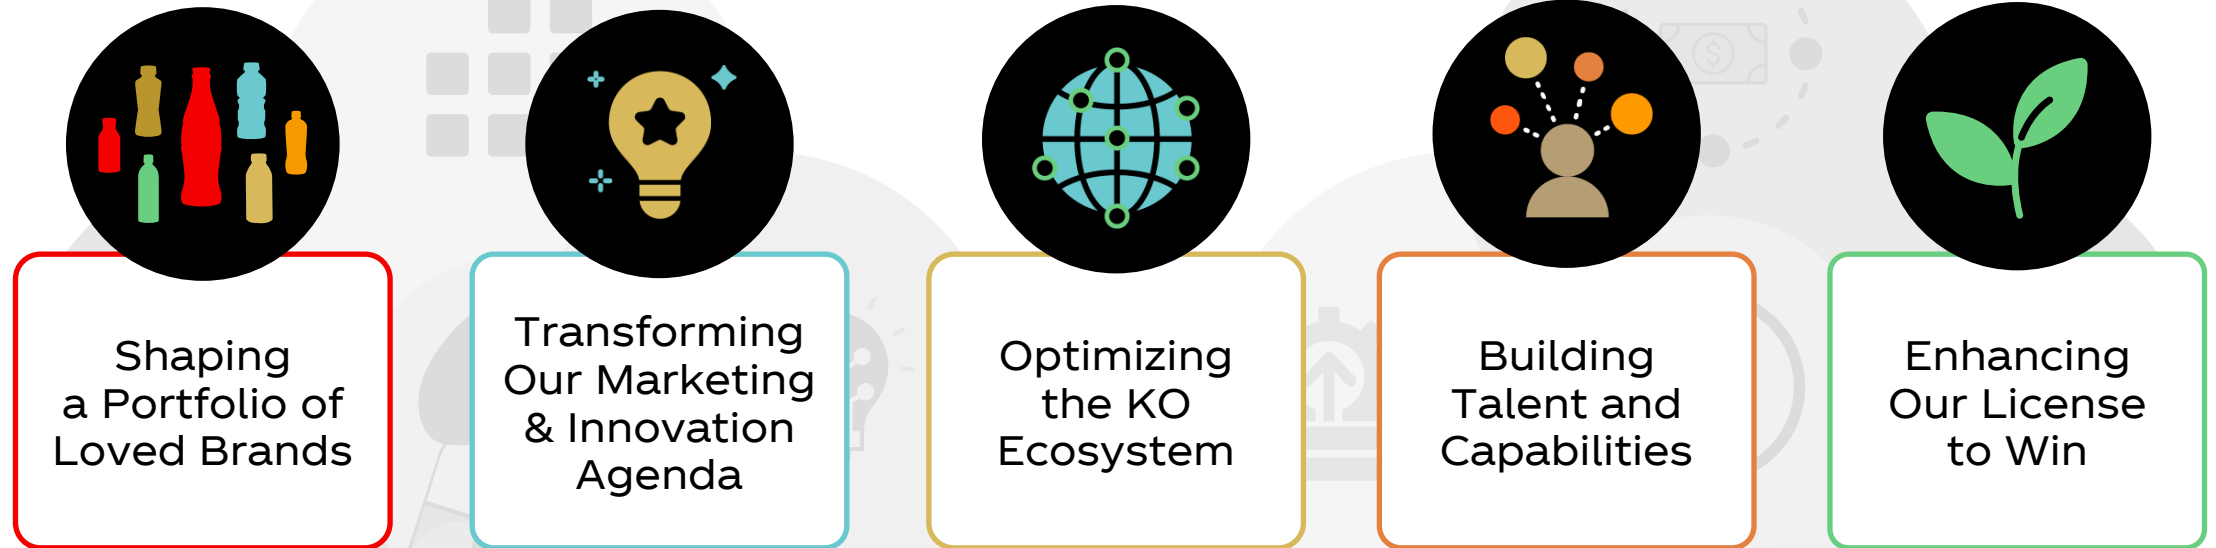 Shaping
a Portfolio of
Loved Brands
Transforming
Our Marketing
& Innovation
Agenda
Optimizing
the KO
Ecosystem
Building
Talent and
Capabilities
Enhancing
Our License
to Win